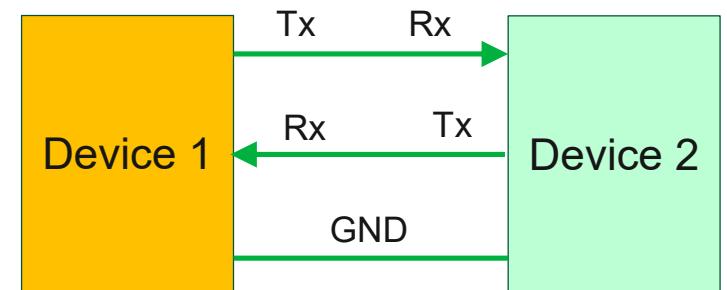 Tx Rx
Rx Tx
Device 1
Device 2
GND